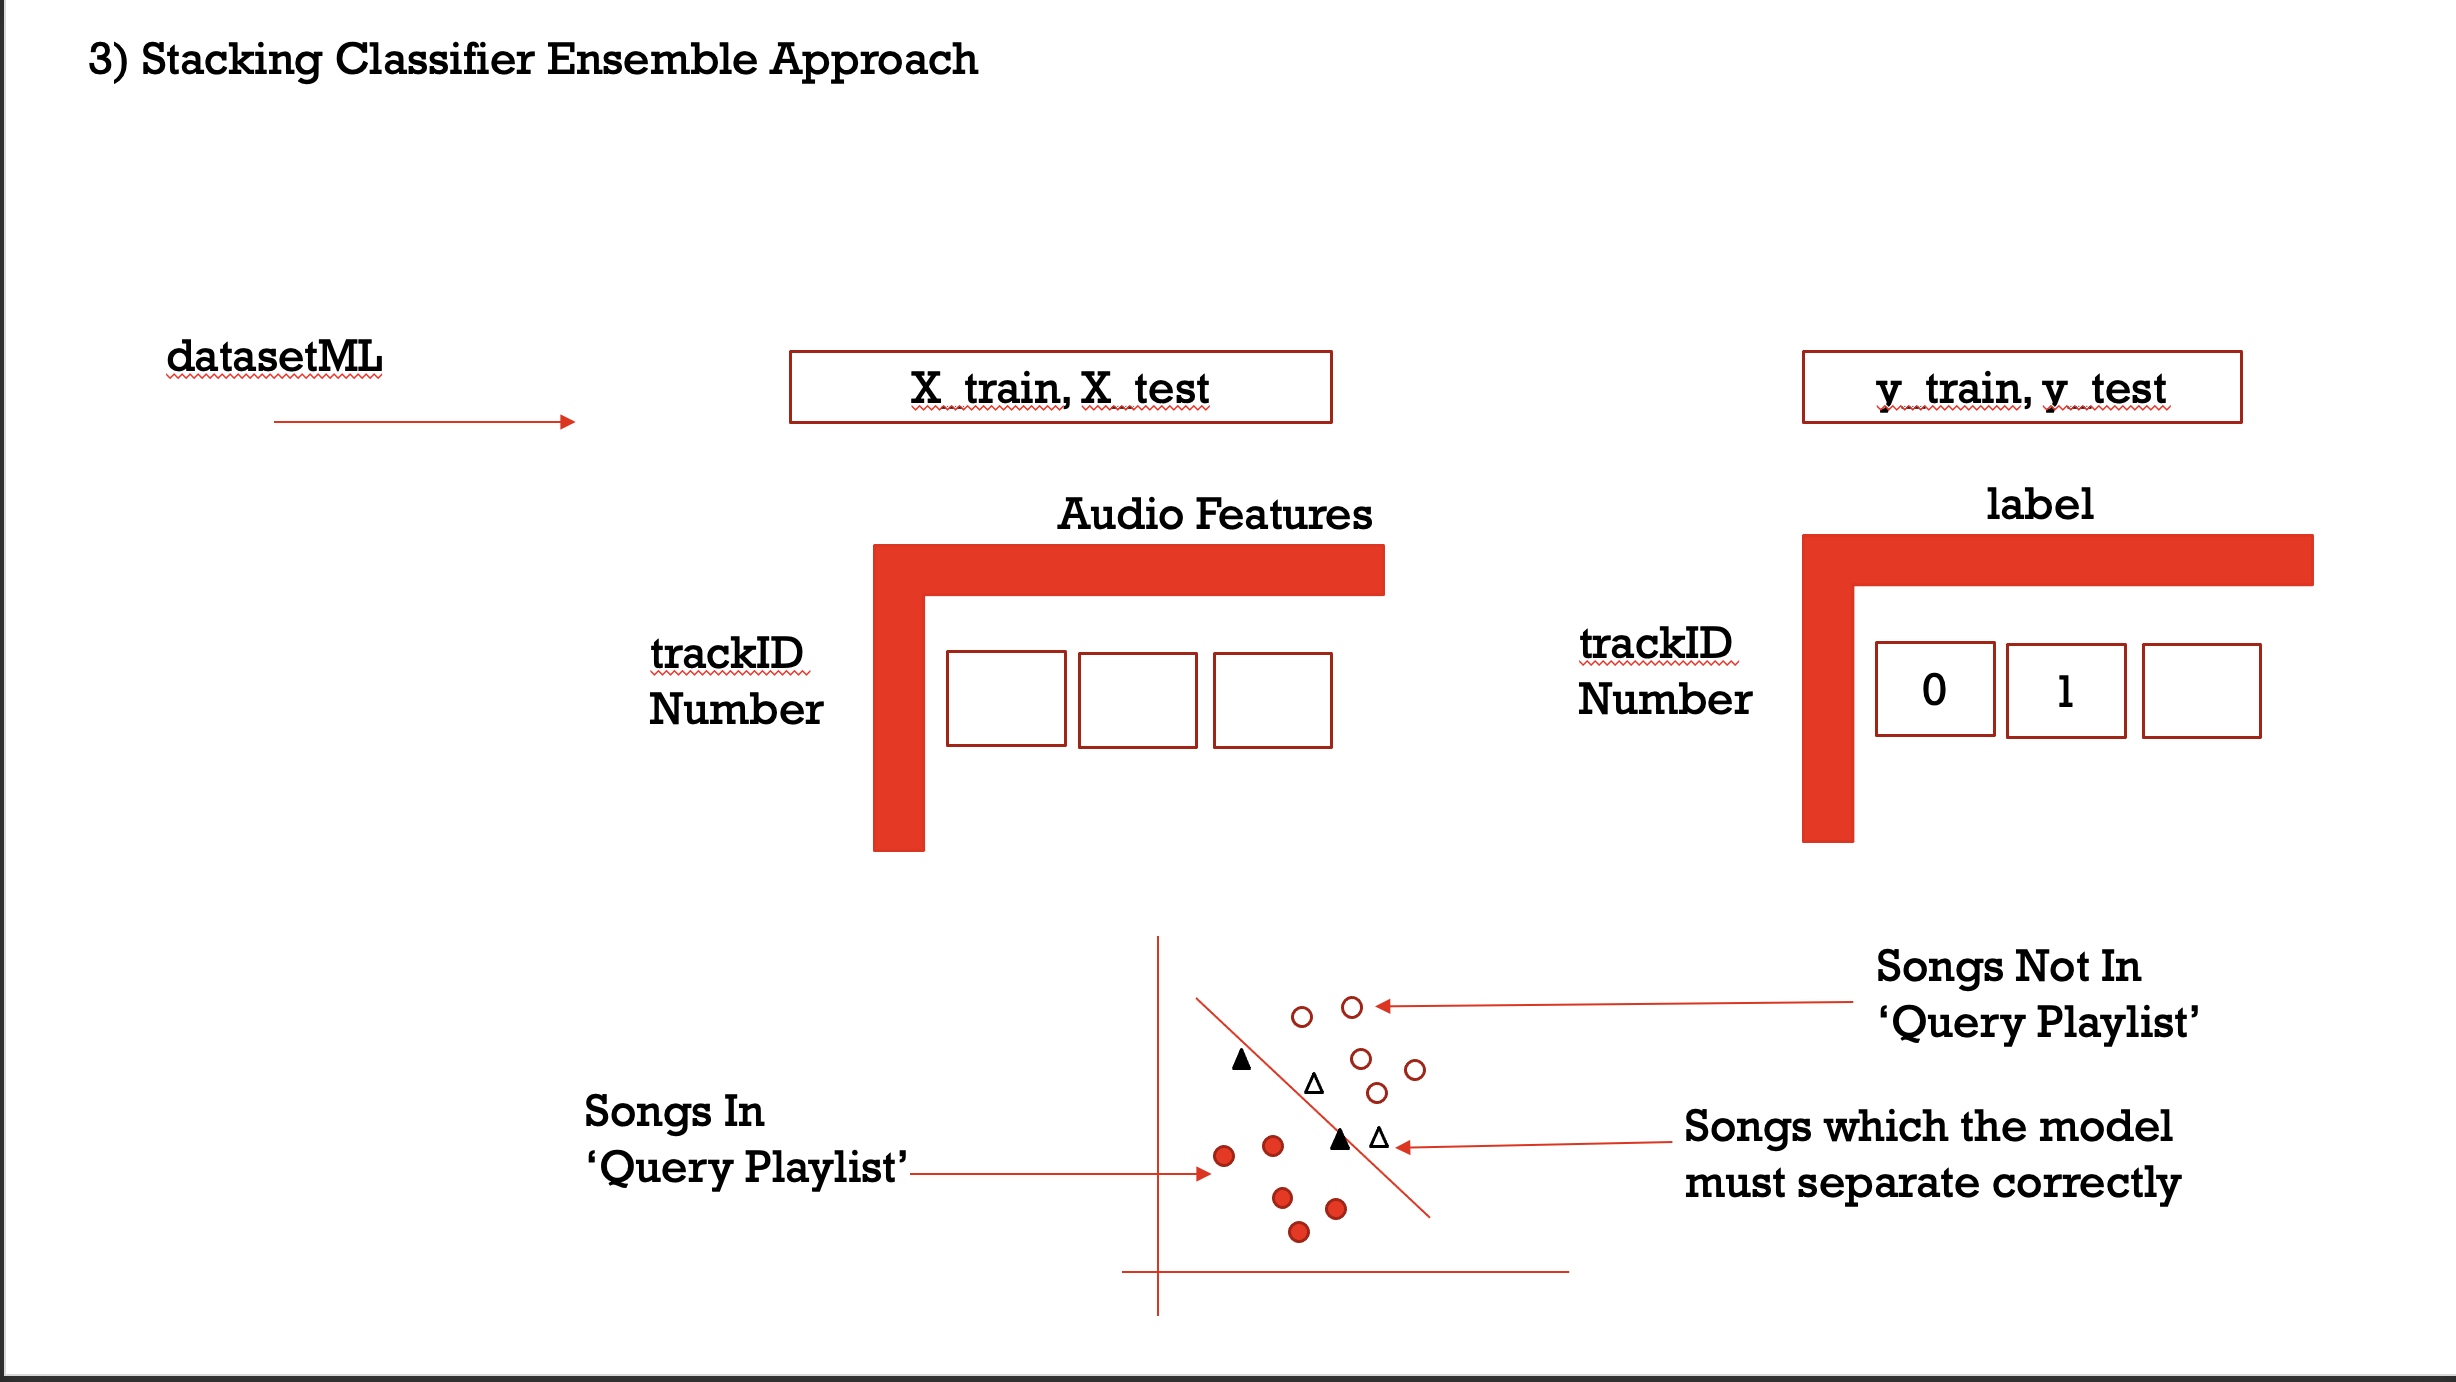 3) Stacking Classifier Ensemble Approach
datasetML
X_train, X_test
y_train, y_test
Audio Features
label
trackID
Number
trackID
Number
0
1
Songs Not In
‘Query Playlist’
Songs In
‘Query Playlist’
Songs which the model
must separate correctly